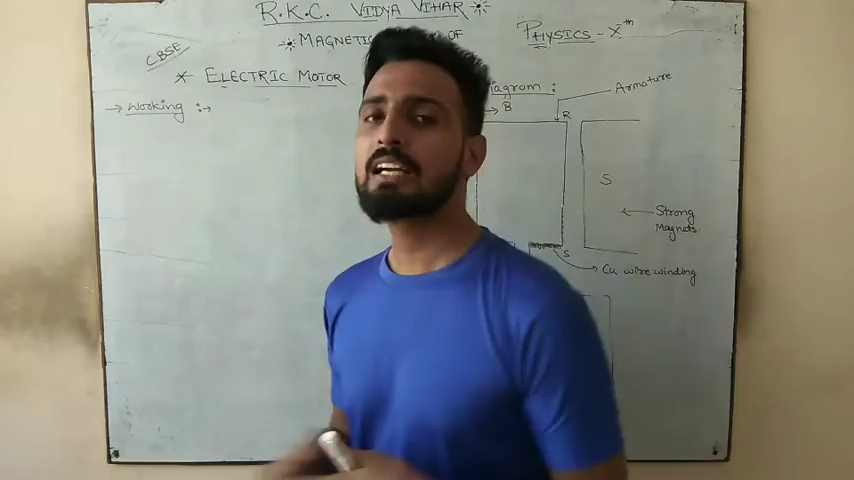 R.K.C. VIDYA VIHAR
CBSE
MAGNETIC OF
PHYSICS - Xth
* ELECTRIC MOTOR
Diagram :
→ Working :→
→ B
Armature
R
S
← Strong
Magnets
S
→ Cu wire winding